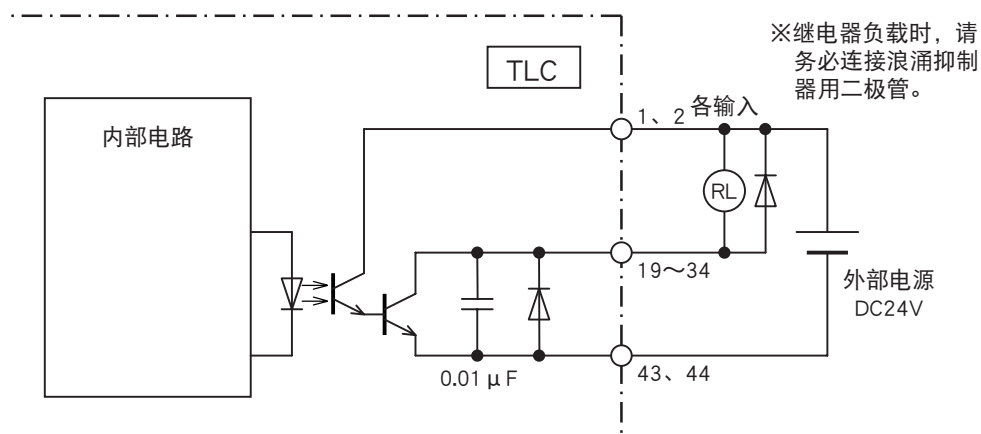 ※继电器负载时，请
务必连接浪涌抑制
器用二极管。
TLC
内部电路
1、2
各输入
RL
19～34
外部电源
DC24V
0.01μF
43、44